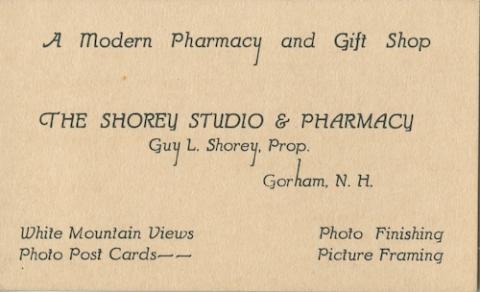 A Modern Pharmacy and Gift Shop
THE SHOREY STUDIO & PHARMACY
Guy L. Shorey, Prop.
Gorham, N. H.
White Mountain Views
Photo Post Cards——
Photo Finishing
Picture Framing